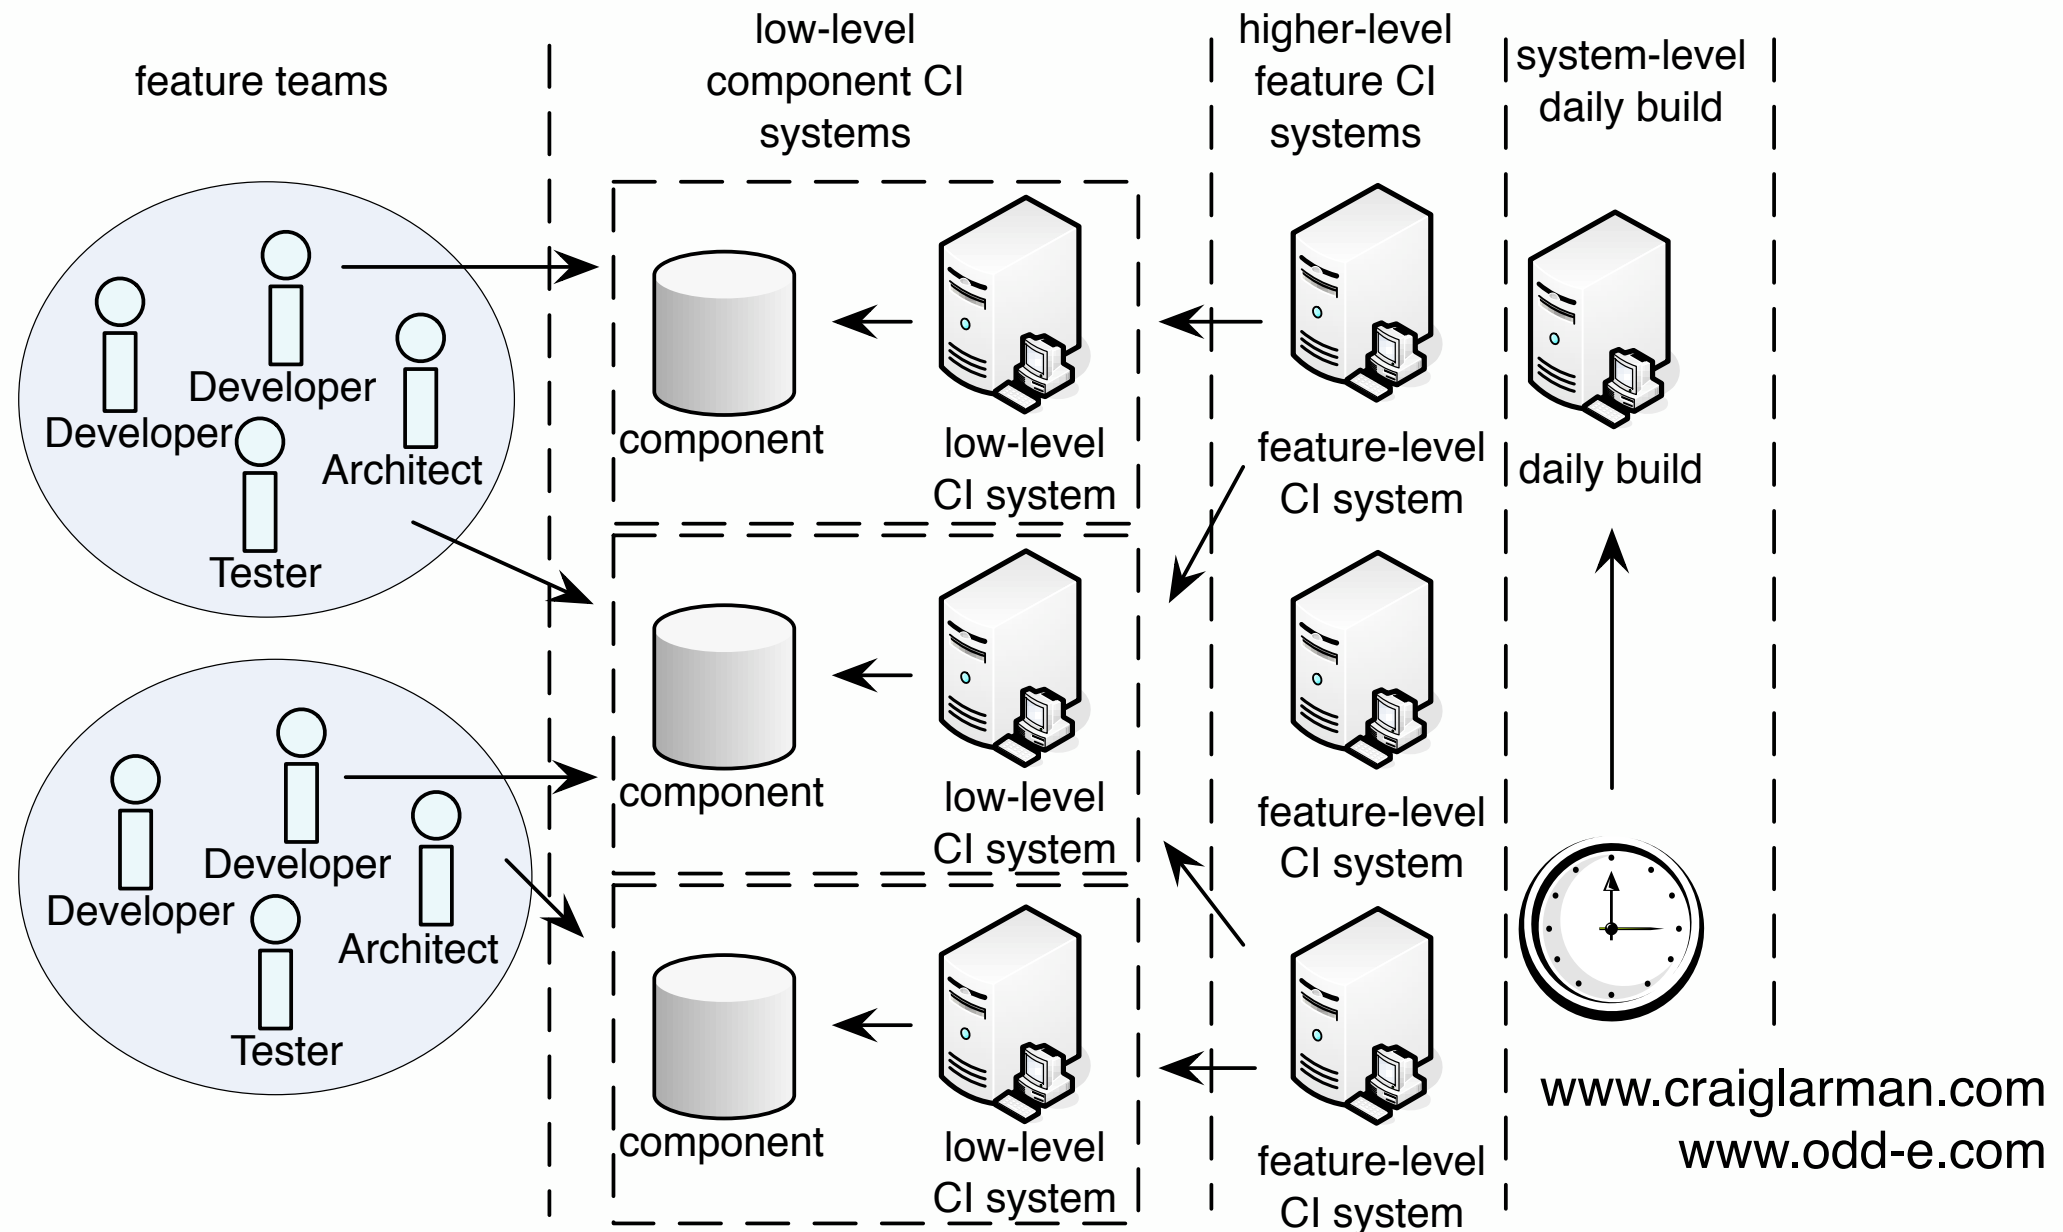 feature teams
low-level
component CI
systems
higher-level
feature CI
systems
system-level
daily build
Developer
Developer
Architect
Tester
component
low-level
CI system
feature-level
CI system
daily build
Developer
Developer
Architect
Tester
component
low-level
CI system
feature-level
CI system
component
low-level
CI system
feature-level
CI system
www.craiglarman.com
www.odd-e.com